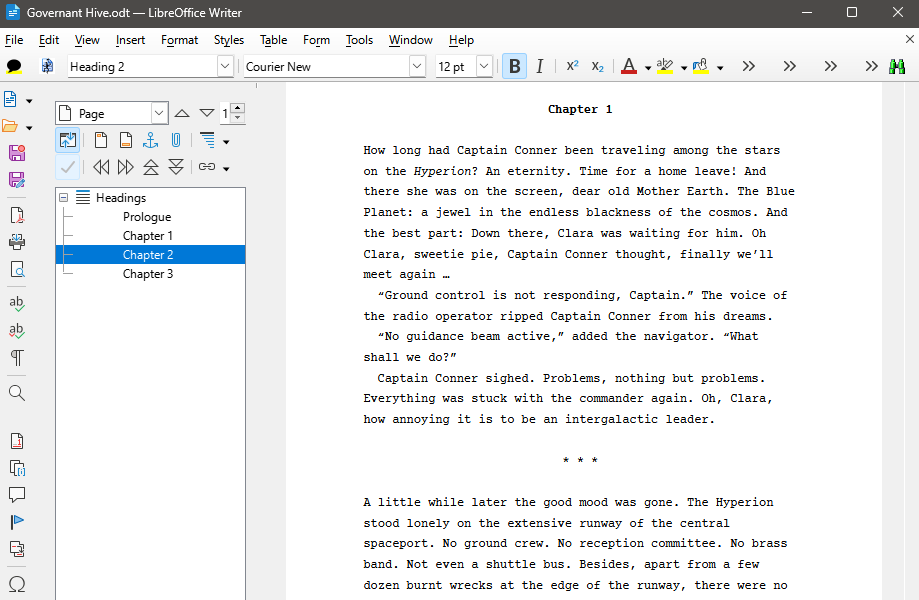 Governant Hive.odt — LibreOffice Writer
File Edit View Insert Format Styles Table Form Tools Window Help
Heading 2 Courier New 12 pt B I X² X₂ A
Page 1
Headings
Prologue
Chapter 1
Chapter 2
Chapter 3
Chapter 1
How long had Captain Conner been traveling among the stars
on the Hyperion? An eternity. Time for a home leave! And
there she was on the screen, dear old Mother Earth. The Blue
Planet: a jewel in the endless blackness of the cosmos. And
the best part: Down there, Clara was waiting for him. Oh
Clara, sweetie pie, Captain Conner thought, finally we’ll
meet again …
“Ground control is not responding, Captain.” The voice of
the radio operator ripped Captain Conner from his dreams.
“No guidance beam active,” added the navigator. “What
shall we do?”
Captain Conner sighed. Problems, nothing but problems.
Everything was stuck with the commander again. Oh, Clara,
how annoying it is to be an intergalactic leader.
* * *
A little while later the good mood was gone. The Hyperion
stood lonely on the extensive runway of the central
spaceport. No ground crew. No reception committee. No brass
band. Not even a shuttle bus. Besides, apart from a few
dozen burnt wrecks at the edge of the runway, there were no